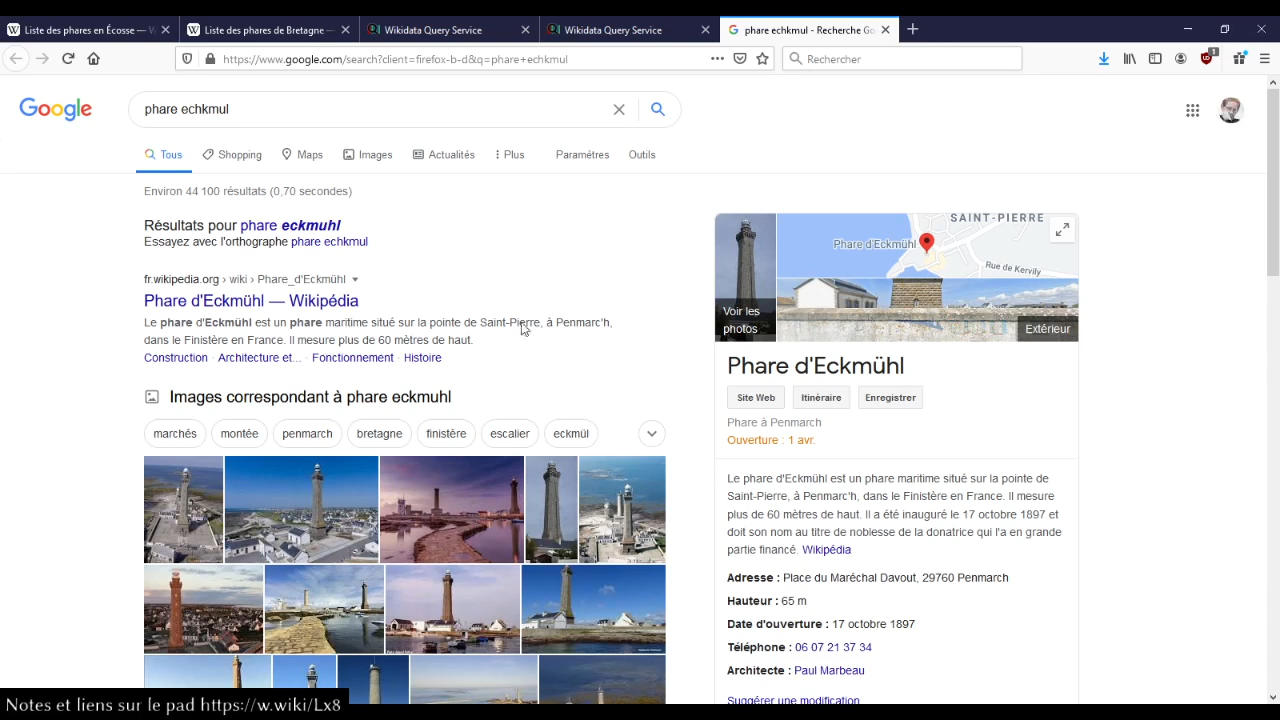 Liste des phares en Écosse — W
Liste des phares de Bretagne —
Wikidata Query Service
Wikidata Query Service
phare echkmul - Recherche Go
https://www.google.com/search?client=firefox-b-d&q=phare+echkmul
Rechercher
1
Google
phare echkmul
Tous
Shopping
Maps
Images
Actualités
Plus
Paramètres
Outils
Environ 44 100 résultats (0,70 secondes)
Résultats pour phare eckmuhl
Essayez avec l'orthographe phare echkmul
fr.wikipedia.org › wiki › Phare_d'Eckmühl
Phare d'Eckmühl — Wikipédia
Le phare d'Eckmühl est un phare maritime situé sur la pointe de Saint-Pierre, à Penmarc'h,
dans le Finistère en France. Il mesure plus de 60 mètres de haut.
Construction · Architecture et... · Fonctionnement · Histoire
Images correspondant à phare eckmuhl
marchés
montée
penmarch
bretagne
finistère
escalier
eckmül
SAINT-PIERRE
Phare d'Eckmühl
Rue de Kervily
Voir les
photos
Extérieur
Phare d'Eckmühl
Site Web
Itinéraire
Enregistrer
Phare à Penmarch
Ouverture : 1 avr.
Le phare d'Eckmühl est un phare maritime situé sur la pointe de
Saint-Pierre, à Penmarc'h, dans le Finistère en France. Il mesure
plus de 60 mètres de haut. Il a été inauguré le 17 octobre 1897 et
doit son nom au titre de noblesse de la donatrice qui l'a en grande
partie financé. Wikipédia
Adresse : Place du Maréchal Davout, 29760 Penmarch
Hauteur : 65 m
Date d'ouverture : 17 octobre 1897
Téléphone : 06 07 21 37 34
Architecte : Paul Marbeau
Suggérer une modification
Notes et liens sur le pad https://w.wiki/Lx8